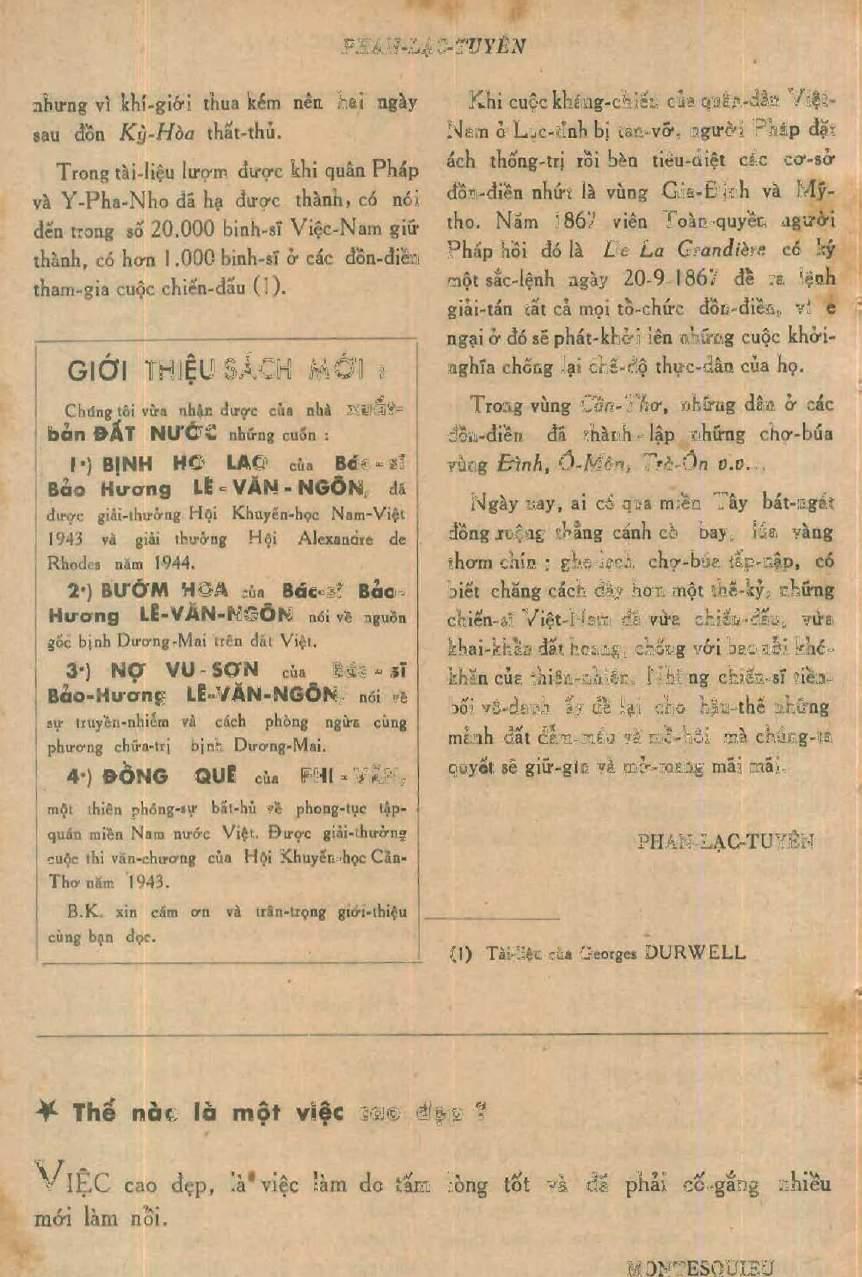 PHAN-LẠC-TUYÊN
nhưng vì khí-giới thua kém nên hai ngày
sau đồn Kỳ-Hòa thất-thủ.
Trong tài-liệu lượm được khi quân Pháp
và Y-Pha-Nho đã hạ được thành, có nói
đến trong số 20.000 binh-sĩ Việc-Nam giữ
thành, có hơn 1.000 binh-sĩ ở các đồn-điền
tham-gia cuộc chiến-đấu (1).
GIỚI THIỆU SÁCH MỚI :
Chúng tôi vừa nhận được của nhà xuất-
bản ĐẤT NƯỚC những cuốn :
1·) BỊNH HO LAO của Bác-sĩ
Bảo Hương LÊ-VĂN-NGÔN, đã
được giải-thưởng Hội Khuyến-học Nam-Việt
1943 và giải thưởng Hội Alexandre de
Rhodes năm 1944.
2·) BƯỚM HOA của Bác-sĩ Bảo-
Hương LÊ-VĂN-NGÔN nói về nguồn
gốc bịnh Dương-Mai trên đất Việt.
3·) NỢ VU-SƠN của Bác-sĩ
Bảo-Hương LÊ-VĂN-NGÔN, nói về
sự truyền-nhiễm và cách phòng ngừa cùng
phương chữa-trị bịnh Dương-Mai.
4·) ĐỒNG QUÊ của PHI-VÂN,
một thiên phóng-sự bất-hủ về phong-tục tập-
quán miền Nam nước Việt. Được giải-thưởng
cuộc thi văn-chương của Hội Khuyến-học Cần-
Thơ năm 1943.
B.K. xin cám ơn và trân-trọng giới-thiệu
cùng bạn đọc.
Khi cuộc kháng-chiến của quân-dân Việt-
Nam ở Lục-tỉnh bị tan-vỡ, người Pháp đặt
ách thống-trị rồi bèn tiêu-diệt các cơ-sở
đồn-điền nhứt là vùng Gia-Định và Mỹ-
tho. Năm 1867 viên Toàn-quyền người
Pháp hồi đó là De La Grandière có ký
một sắc-lệnh ngày 20-9-1867 để ra lệnh
giải-tán tất cả mọi tổ-chức đồn-điền, vì e
ngại ở đó sẽ phát-khởi lên những cuộc khởi-
nghĩa chống lại chế-độ thực-dân của họ.
Trong vùng Cần-Thơ, những dân ở các
đồn-điền đã thành-lập những chợ-búa
vùng Bình, Ô-Môn, Trà-Ôn v.v...
Ngày nay, ai có qua miền Tây bát-ngát
đồng ruộng thẳng cánh cò bay, lúa vàng
thơm chín ; ghe chợ-búa tấp-nập, có
biết chăng cách đây hơn một thế-kỷ, những
chiến-sĩ Việt-Nam đã vừa chiến-đấu, vừa
khai-khẩn đất hoang, chống với bao nỗi khó-
khăn của thiên-nhiên. Những chiến-sĩ tiền-
bối vô-danh ấy để lại cho hậu-thế những
mảnh đất đẫm-máu và mồ-hôi mà chúng-ta
quyết sẽ giữ-gìn và mở-mang mãi mãi.
PHAN-LẠC-TUYÊN
(1) Tài-liệu của Georges DURWELL
★ Thế nào là một việc cao đẹp ?
VIỆC cao đẹp, là việc làm do tấm lòng tốt và đã phải cố-gắng nhiều
mới làm nổi.
MONTESQUIEU